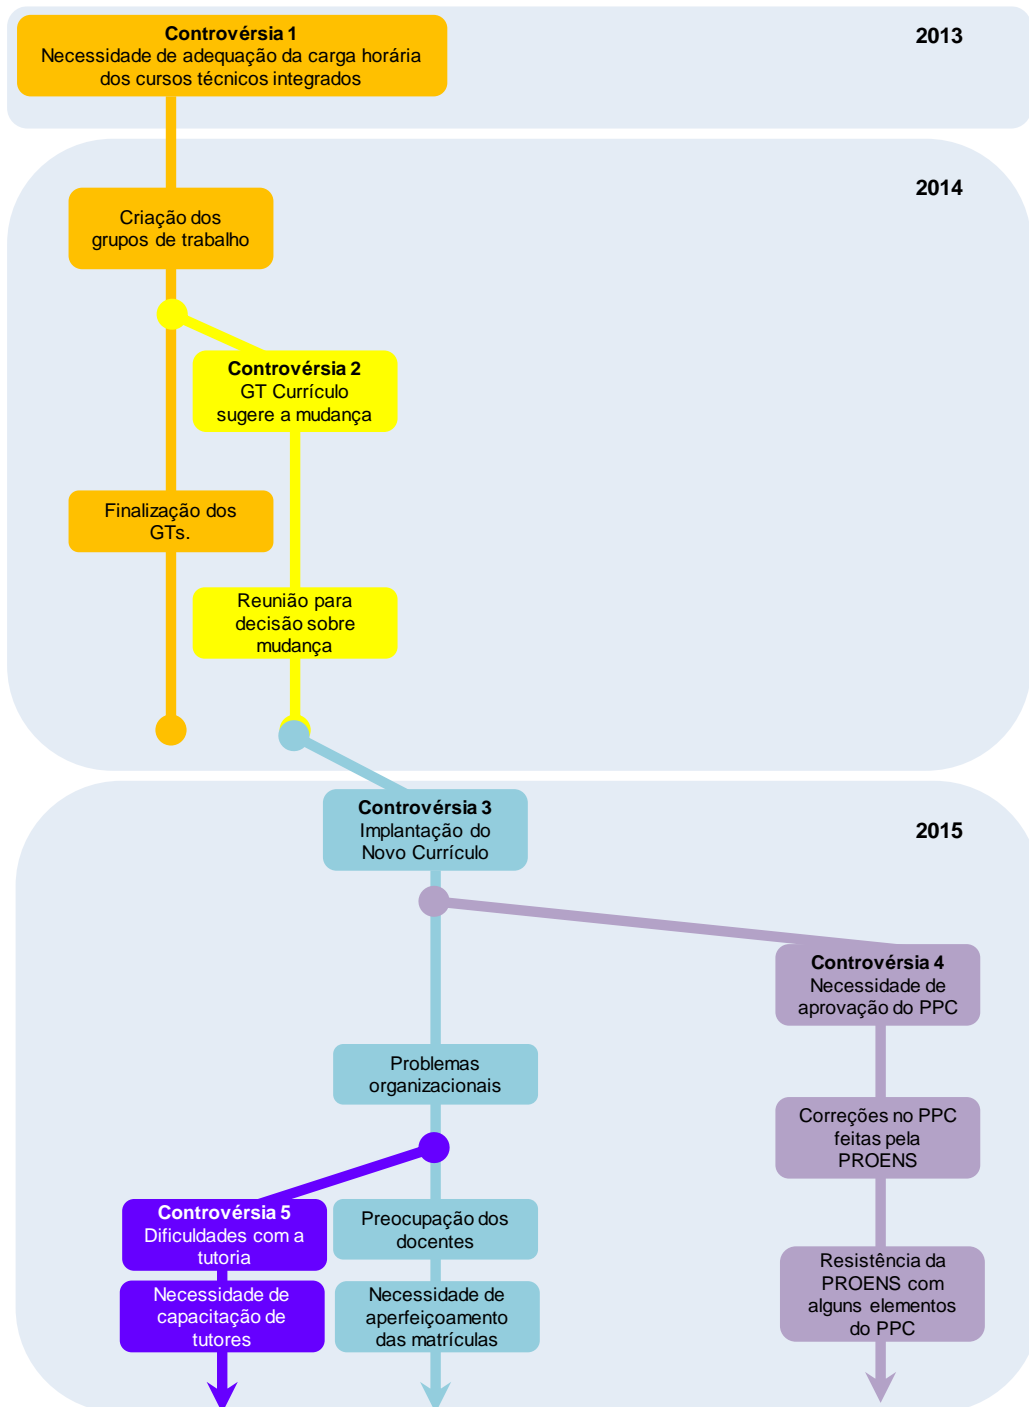 Controvérsia 1
Necessidade de adequação da carga horária
dos cursos técnicos integrados
2013
2014
Criação dos
grupos de trabalho
Controvérsia 2
GT Currículo
sugere a mudança
Finalização dos
GTs.
Reunião para
decisão sobre
mudança
Controvérsia 3
Implantação do
Novo Currículo
2015
Controvérsia 4
Necessidade de
aprovação do PPC
Problemas
organizacionais
Correções no PPC
feitas pela
PROENS
Controvérsia 5
Dificuldades com a
tutoria
Preocupação dos
docentes
Resistência da
PROENS com
alguns elementos
do PPC
Necessidade de
capacitação de
tutores
Necessidade de
aperfeiçoamento
das matrículas